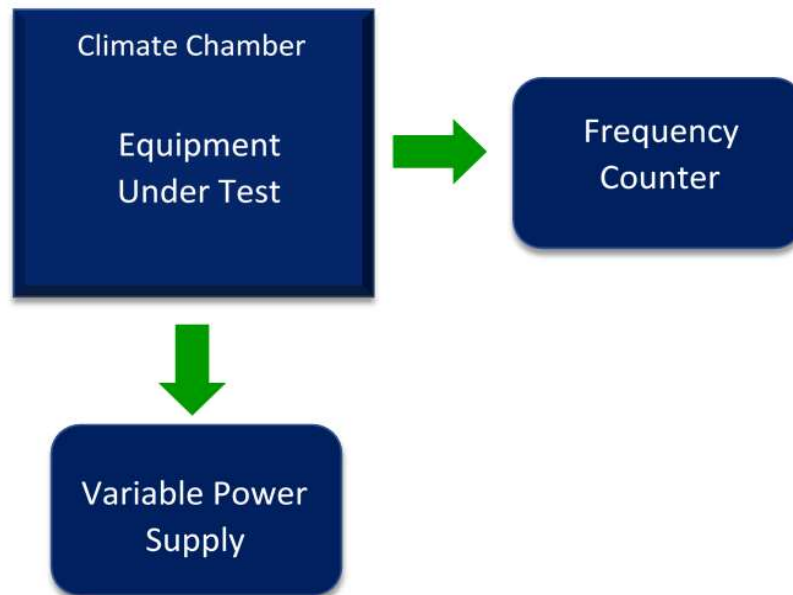 Climate Chamber
Equipment
Under Test
Frequency
Counter
Variable Power
Supply